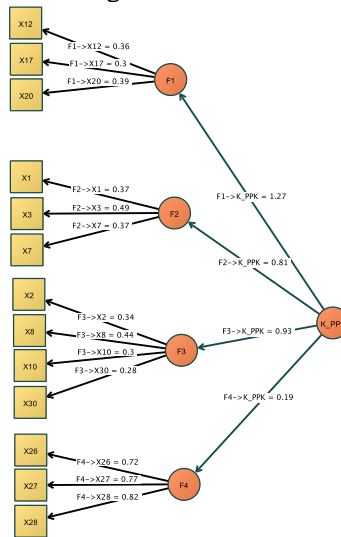 X12
F1->X12 = 0.36
X17
F1->X17 = 0.3
X20
F1->X20 = 0.39
F1
F1->K_PPK = 1.27
X1
F2->X1 = 0.37
X3
F2->X3 = 0.49
X7
F2->X7 = 0.37
F2
F2->K_PPK = 0.81
X2
F3->X2 = 0.34
X8
F3->X8 = 0.44
X10
F3->X10 = 0.3
X30
F3->X30 = 0.28
F3
F3->K_PPK = 0.93
F4->K_PPK = 0.19
X26
F4->X26 = 0.72
X27
F4->X27 = 0.77
X28
F4->X28 = 0.82
F4